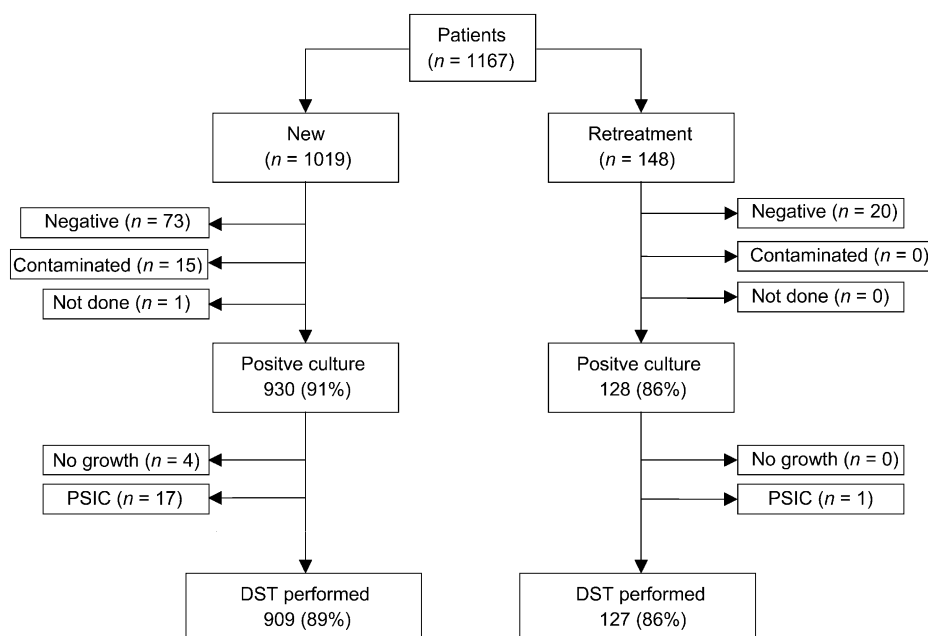 Patients
(n = 1167)
New
(n = 1019)
Retreatment
(n = 148)
Negative (n = 73)
Contaminated (n = 15)
Not done (n = 1)
Negative (n = 20)
Contaminated (n = 0)
Not done (n = 0)
Positve culture
930 (91%)
Positve culture
128 (86%)
No growth (n = 4)
PSIC (n = 17)
No growth (n = 0)
PSIC (n = 1)
DST performed
909 (89%)
DST performed
127 (86%)